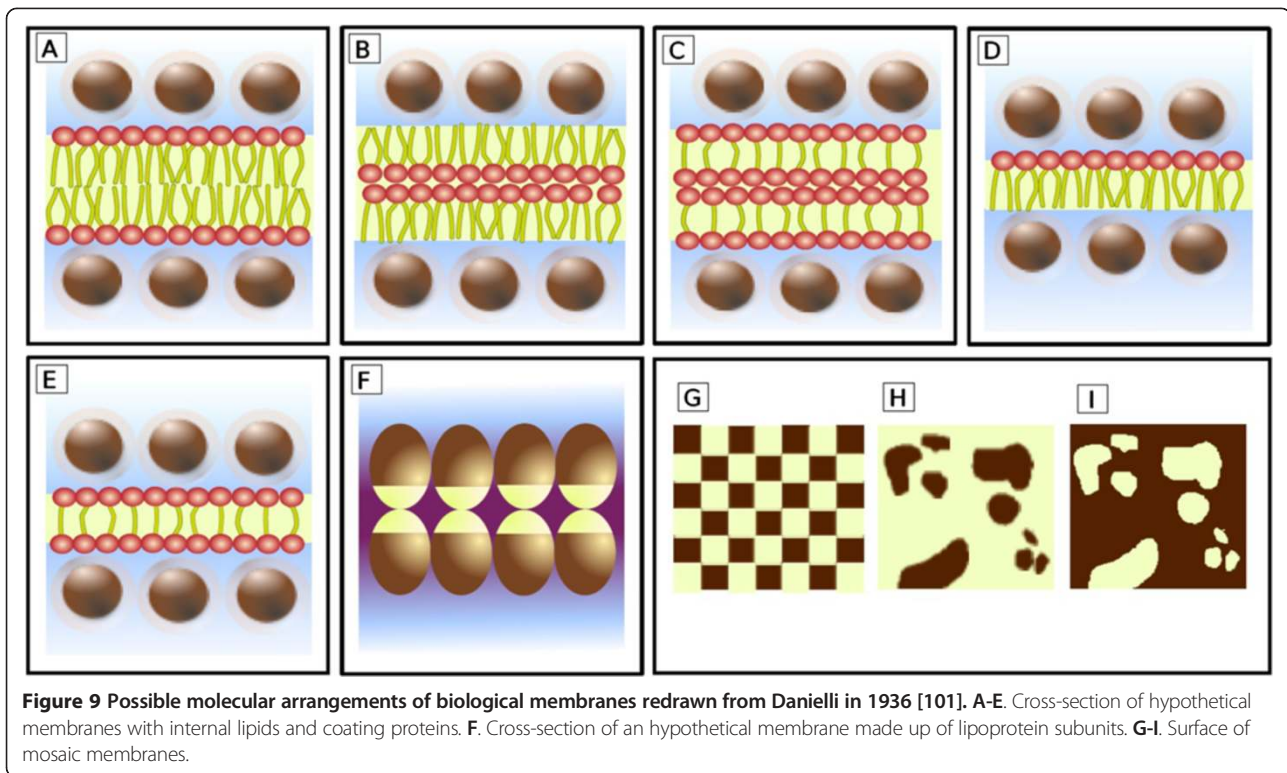 A
B
C
D
E
F
G
H
I
Figure 9 Possible molecular arrangements of biological membranes redrawn from Danielli in 1936 [101]. A-E. Cross-section of hypothetical
membranes with internal lipids and coating proteins. F. Cross-section of an hypothetical membrane made up of lipoprotein subunits. G-I. Surface of
mosaic membranes.